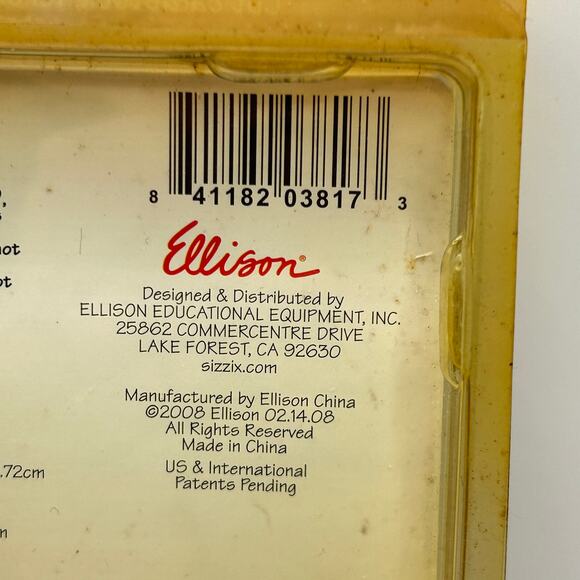 8 41182 03817 3
Ellison®
Designed & Distributed by
ELLISON EDUCATIONAL EQUIPMENT, INC.
25862 COMMERCENTRE DRIVE
LAKE FOREST, CA 92630
sizzix.com
Manufactured by Ellison China
©2008 Ellison 02.14.08
All Rights Reserved
Made in China
US & International
Patents Pending
.72cm